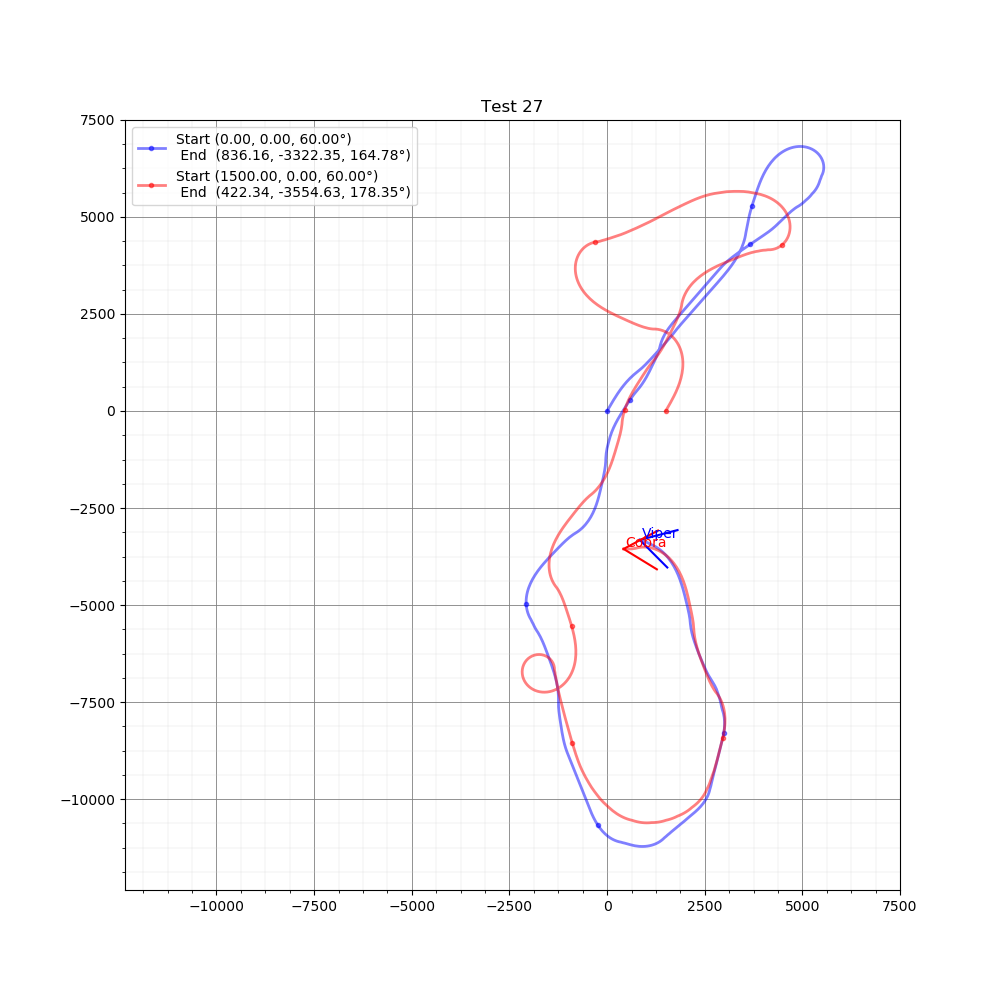 Test 27
Start (0.00, 0.00, 60.00°)
End  (836.16, -3322.35, 164.78°)
Start (1500.00, 0.00, 60.00°)
End  (422.34, -3554.63, 178.35°)
7500
5000
2500
0
−2500
−5000
−7500
−10000
Viper
Cobra
−10000
−7500
−5000
−2500
0
2500
5000
7500